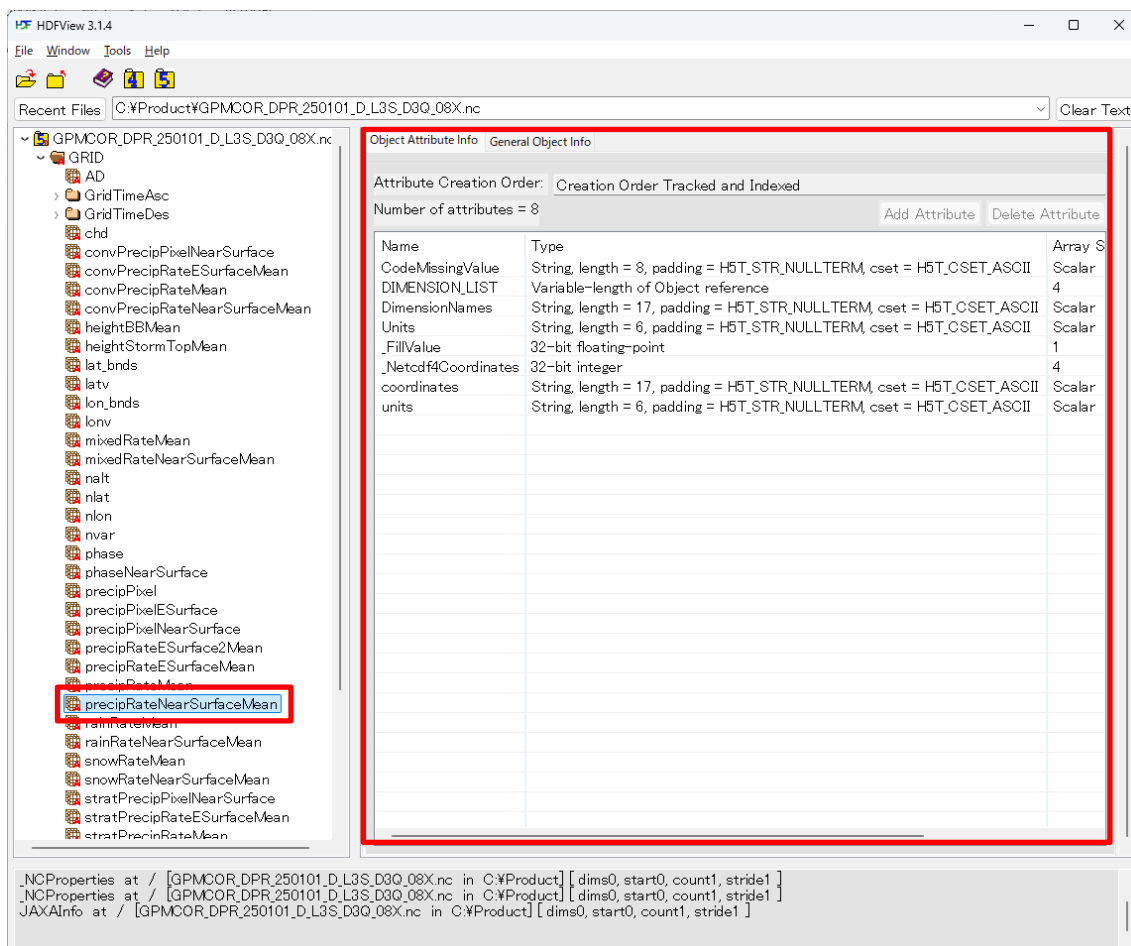 HDF HDFView 3.1.4
File Window Tools Help
4 5
Recent Files C:¥Product¥GPMCOR_DPR_250101_D_L3S_D3Q_08X.nc Clear Text
5 GPMCOR_DPR_250101_D_L3S_D3Q_08X.nc
GRID
AD
GridTimeAsc
GridTimeDes
chd
convPrecipPixelNearSurface
convPrecipRateESurfaceMean
convPrecipRateMean
convPrecipRateNearSurfaceMean
heightBBMean
heightStormTopMean
lat_bnds
latv
lon_bnds
lonv
mixedRateMean
mixedRateNearSurfaceMean
nalt
nlat
nlon
nvar
phase
phaseNearSurface
precipPixel
precipPixelESurface
precipPixelNearSurface
precipRateESurface2Mean
precipRateESurfaceMean
precipRateMean
precipRateNearSurfaceMean
rainRateMean
rainRateNearSurfaceMean
snowRateMean
snowRateNearSurfaceMean
stratPrecipPixelNearSurface
stratPrecipRateESurfaceMean
stratPrecipRateMean
Object Attribute Info General Object Info
Attribute Creation Order: Creation Order Tracked and Indexed
Number of attributes = 8 Add Attribute Delete Attribute
Name Type Array S
CodeMissingValue String, length = 8, padding = H5T_STR_NULLTERM, cset = H5T_CSET_ASCII Scalar
DIMENSION_LIST Variable-length of Object reference 4
DimensionNames String, length = 17, padding = H5T_STR_NULLTERM, cset = H5T_CSET_ASCII Scalar
Units String, length = 6, padding = H5T_STR_NULLTERM, cset = H5T_CSET_ASCII Scalar
_FillValue 32-bit floating-point 1
_Netcdf4Coordinates 32-bit integer 4
coordinates String, length = 17, padding = H5T_STR_NULLTERM, cset = H5T_CSET_ASCII Scalar
units String, length = 6, padding = H5T_STR_NULLTERM, cset = H5T_CSET_ASCII Scalar
_NCProperties at / [GPMCOR_DPR_250101_D_L3S_D3Q_08X.nc in C:¥Product] [ dims0, start0, count1, stride1 ]
_NCProperties at / [GPMCOR_DPR_250101_D_L3S_D3Q_08X.nc in C:¥Product] [ dims0, start0, count1, stride1 ]
JAXAInfo at / [GPMCOR_DPR_250101_D_L3S_D3Q_08X.nc in C:¥Product] [ dims0, start0, count1, stride1 ]